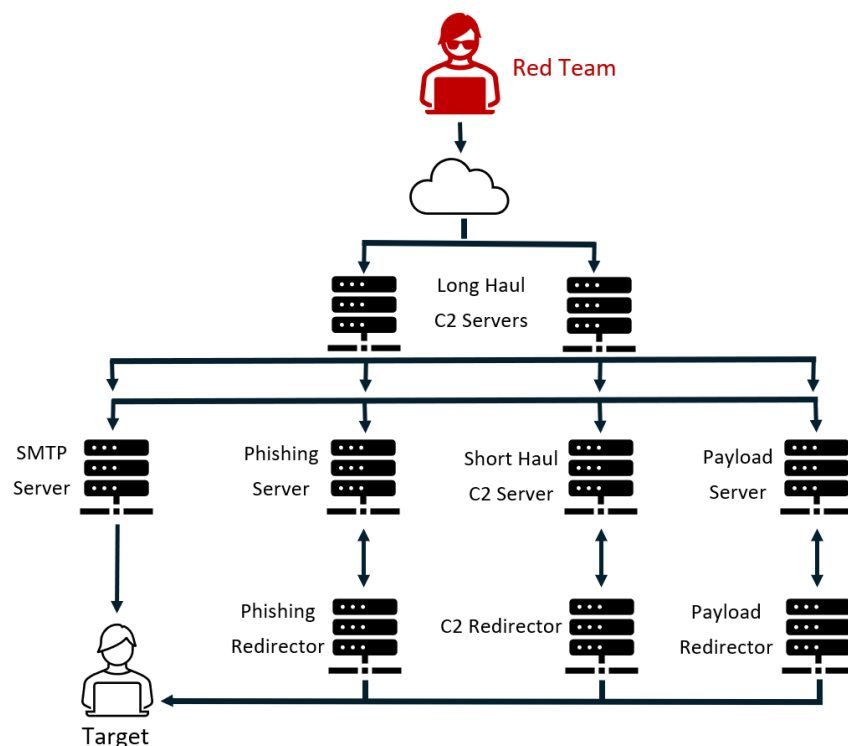 Red Team
Long Haul
C2 Servers
SMTP
Server
Phishing
Server
Short Haul
C2 Server
Payload
Server
Phishing
Redirector
C2 Redirector
Payload
Redirector
Target